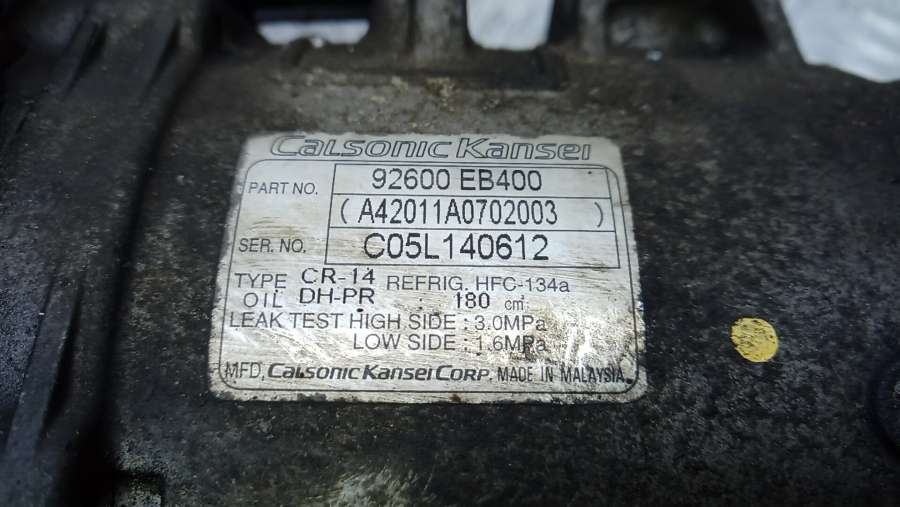 CALSONIC KANSEI
PART NO. 92600 EB400
( A42011A0702003 )
SER. NO. C05L140612
TYPE CR-14 REFRIG. HFC-134a
OIL DH-PR : 180 cm³
LEAK TEST HIGH SIDE : 3.0MPa
LOW SIDE : 1.6MPa
MFD. CALSONIC KANSEI CORP. MADE IN MALAYSIA